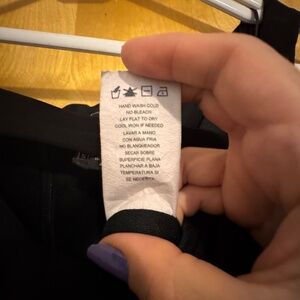 HAND WASH COLD
NO BLEACH
LAY FLAT TO DRY
COOL IRON IF NEEDED
LAVAR A MANO
CON AGUA FRIA
NO BLANQUEADOR
SECAR SOBRE
SUPERFICIE PLANA
PLANCHAR A BAJA
TEMPERATURA SI
SE NECESITA